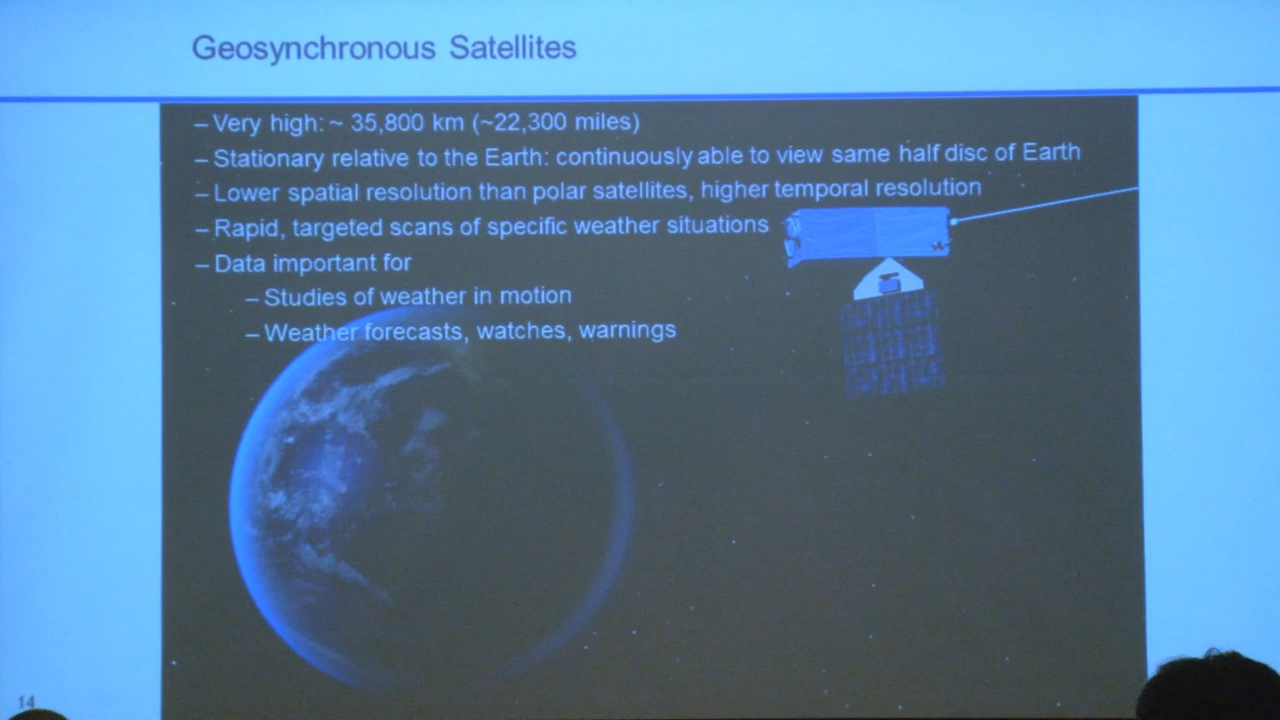 Geosynchronous Satellites
– Very high: ~ 35,800 km (~22,300 miles)
– Stationary relative to the Earth: continuously able to view same half disc of Earth
– Lower spatial resolution than polar satellites, higher temporal resolution
– Rapid, targeted scans of specific weather situations
– Data important for
– Studies of weather in motion
– Weather forecasts, watches, warnings
14